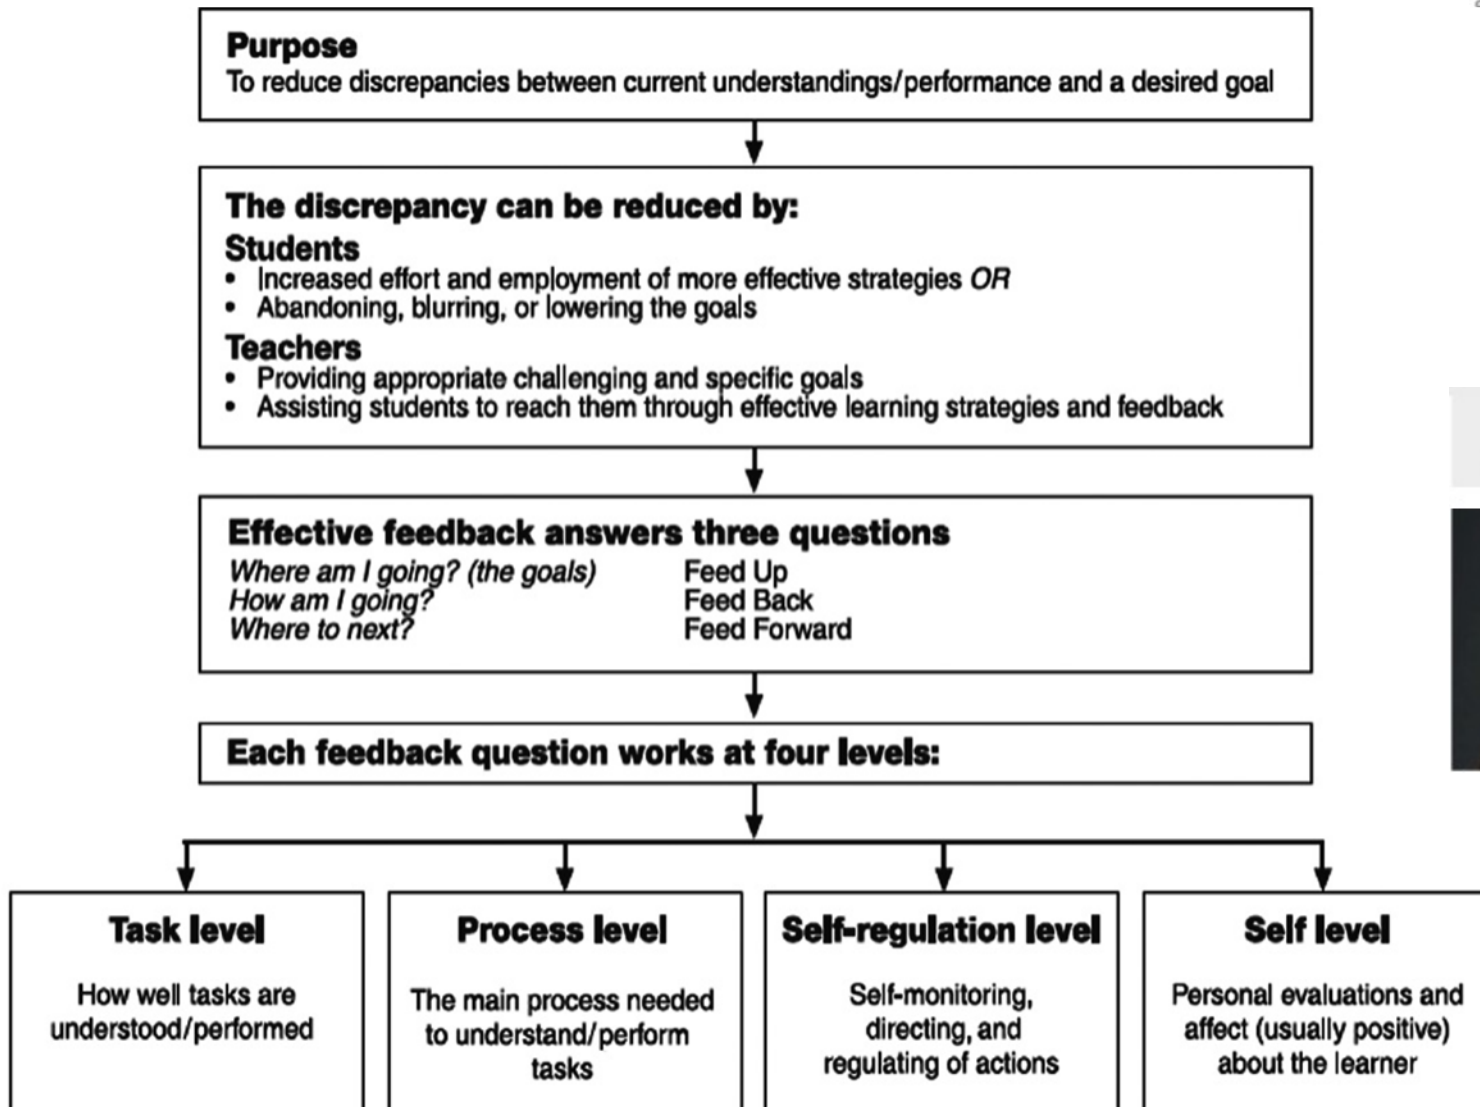 Purpose
To reduce discrepancies between current understandings/performance and a desired goal
The discrepancy can be reduced by:
Students
• Increased effort and employment of more effective strategies OR
• Abandoning, blurring, or lowering the goals
Teachers
• Providing appropriate challenging and specific goals
• Assisting students to reach them through effective learning strategies and feedback
Effective feedback answers three questions
Where am I going? (the goals) Feed Up
How am I going? Feed Back
Where to next? Feed Forward
Each feedback question works at four levels:
Task level
How well tasks are
understood/performed
Process level
The main process needed
to understand/perform
tasks
Self-regulation level
Self-monitoring,
directing, and
regulating of actions
Self level
Personal evaluations and
affect (usually positive)
about the learner